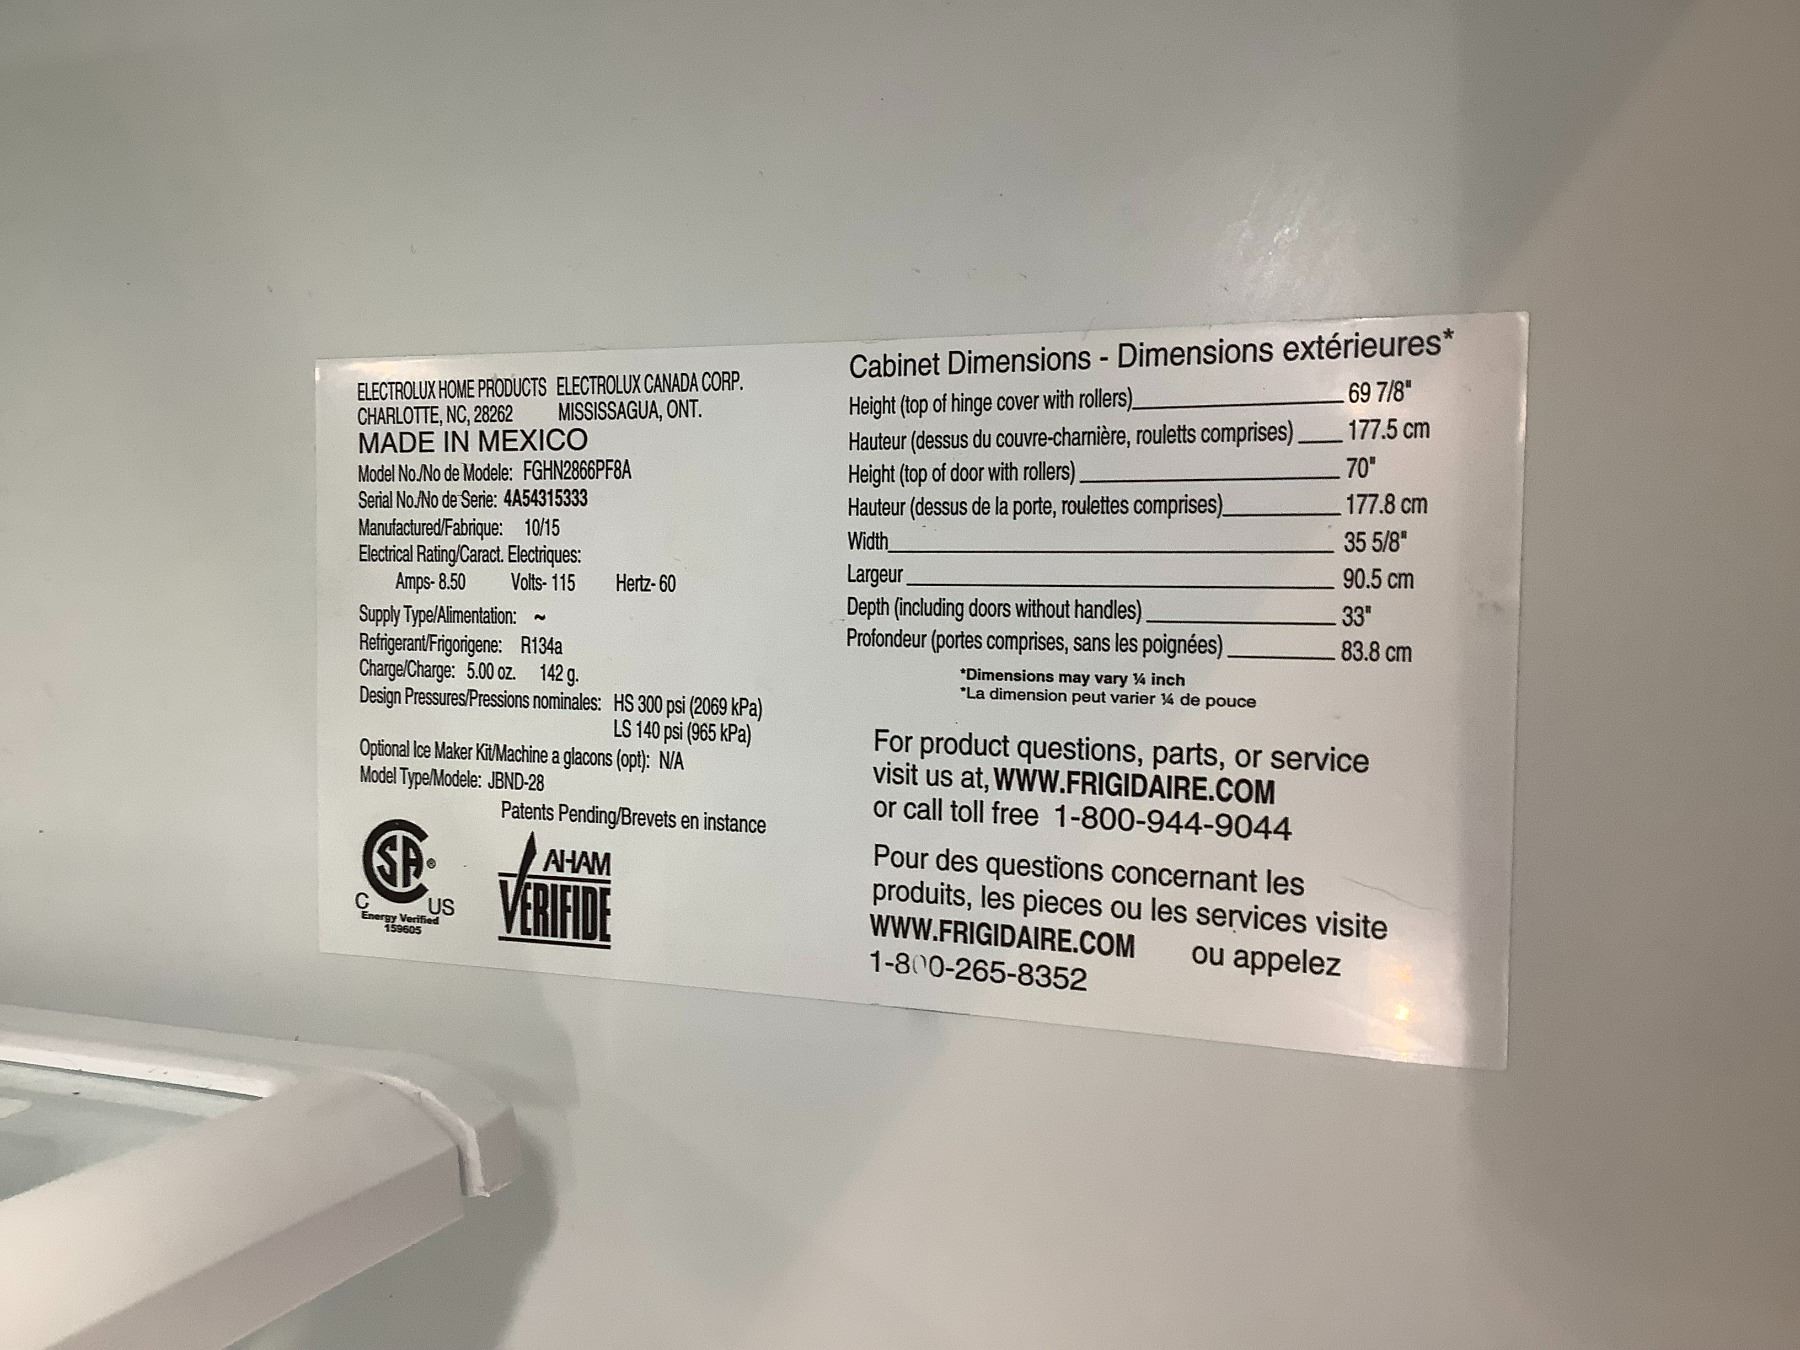 ELECTROLUX HOME PRODUCTS ELECTROLUX CANADA CORP.
CHARLOTTE, NC, 28262 MISSISSAGUA, ONT.
MADE IN MEXICO
Model No./No de Modele: FGHN2866PF8A
Serial No./No de Serie: 4A54315333
Manufactured/Fabrique: 10/15
Electrical Rating/Caract. Electriques:
Amps- 8.50 Volts- 115 Hertz- 60
Supply Type/Alimentation: ~
Refrigerant/Frigorigene: R134a
Charge/Charge: 5.00 oz. 142 g.
Design Pressures/Pressions nominales: HS 300 psi (2069 kPa)
LS 140 psi (965 kPa)
Optional Ice Maker Kit/Machine a glacons (opt): N/A
Model Type/Modele: JBND-28
Patents Pending/Brevets en instance
SA ®
C US
Energy Verified
159605
AHAM
VERIFIDE
Cabinet Dimensions - Dimensions extérieures*
Height (top of hinge cover with rollers) 69 7/8"
Hauteur (dessus du couvre-charnière, rouletts comprises) 177.5 cm
Height (top of door with rollers) 70"
Hauteur (dessus de la porte, roulettes comprises) 177.8 cm
Width 35 5/8"
Largeur 90.5 cm
Depth (including doors without handles) 33"
Profondeur (portes comprises, sans les poignées) 83.8 cm
*Dimensions may vary ¼ inch
*La dimension peut varier ¼ de pouce
For product questions, parts, or service
visit us at, WWW.FRIGIDAIRE.COM
or call toll free 1-800-944-9044
Pour des questions concernant les
produits, les pieces ou les services visite
WWW.FRIGIDAIRE.COM ou appelez
1-800-265-8352